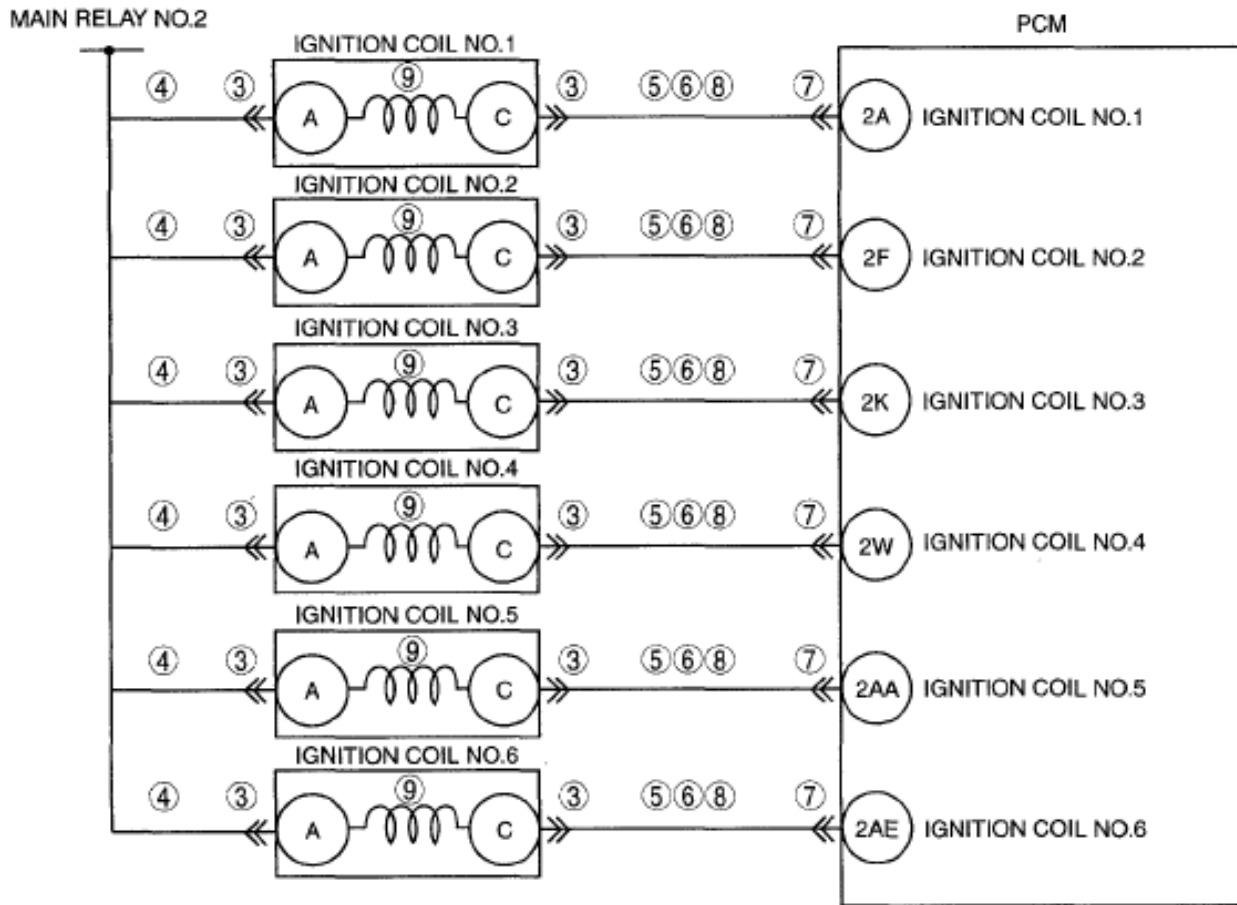 MAIN RELAY NO.2
PCM
IGNITION COIL NO.1
④ ③ A ⑨ C ③ ⑤⑥⑧ ⑦ 2A IGNITION COIL NO.1
IGNITION COIL NO.2
④ ③ A ⑨ C ③ ⑤⑥⑧ ⑦ 2F IGNITION COIL NO.2
IGNITION COIL NO.3
④ ③ A ⑨ C ③ ⑤⑥⑧ ⑦ 2K IGNITION COIL NO.3
IGNITION COIL NO.4
④ ③ A ⑨ C ③ ⑤⑥⑧ ⑦ 2W IGNITION COIL NO.4
IGNITION COIL NO.5
④ ③ A ⑨ C ③ ⑤⑥⑧ ⑦ 2AA IGNITION COIL NO.5
IGNITION COIL NO.6
④ ③ A ⑨ C ③ ⑤⑥⑧ ⑦ 2AE IGNITION COIL NO.6